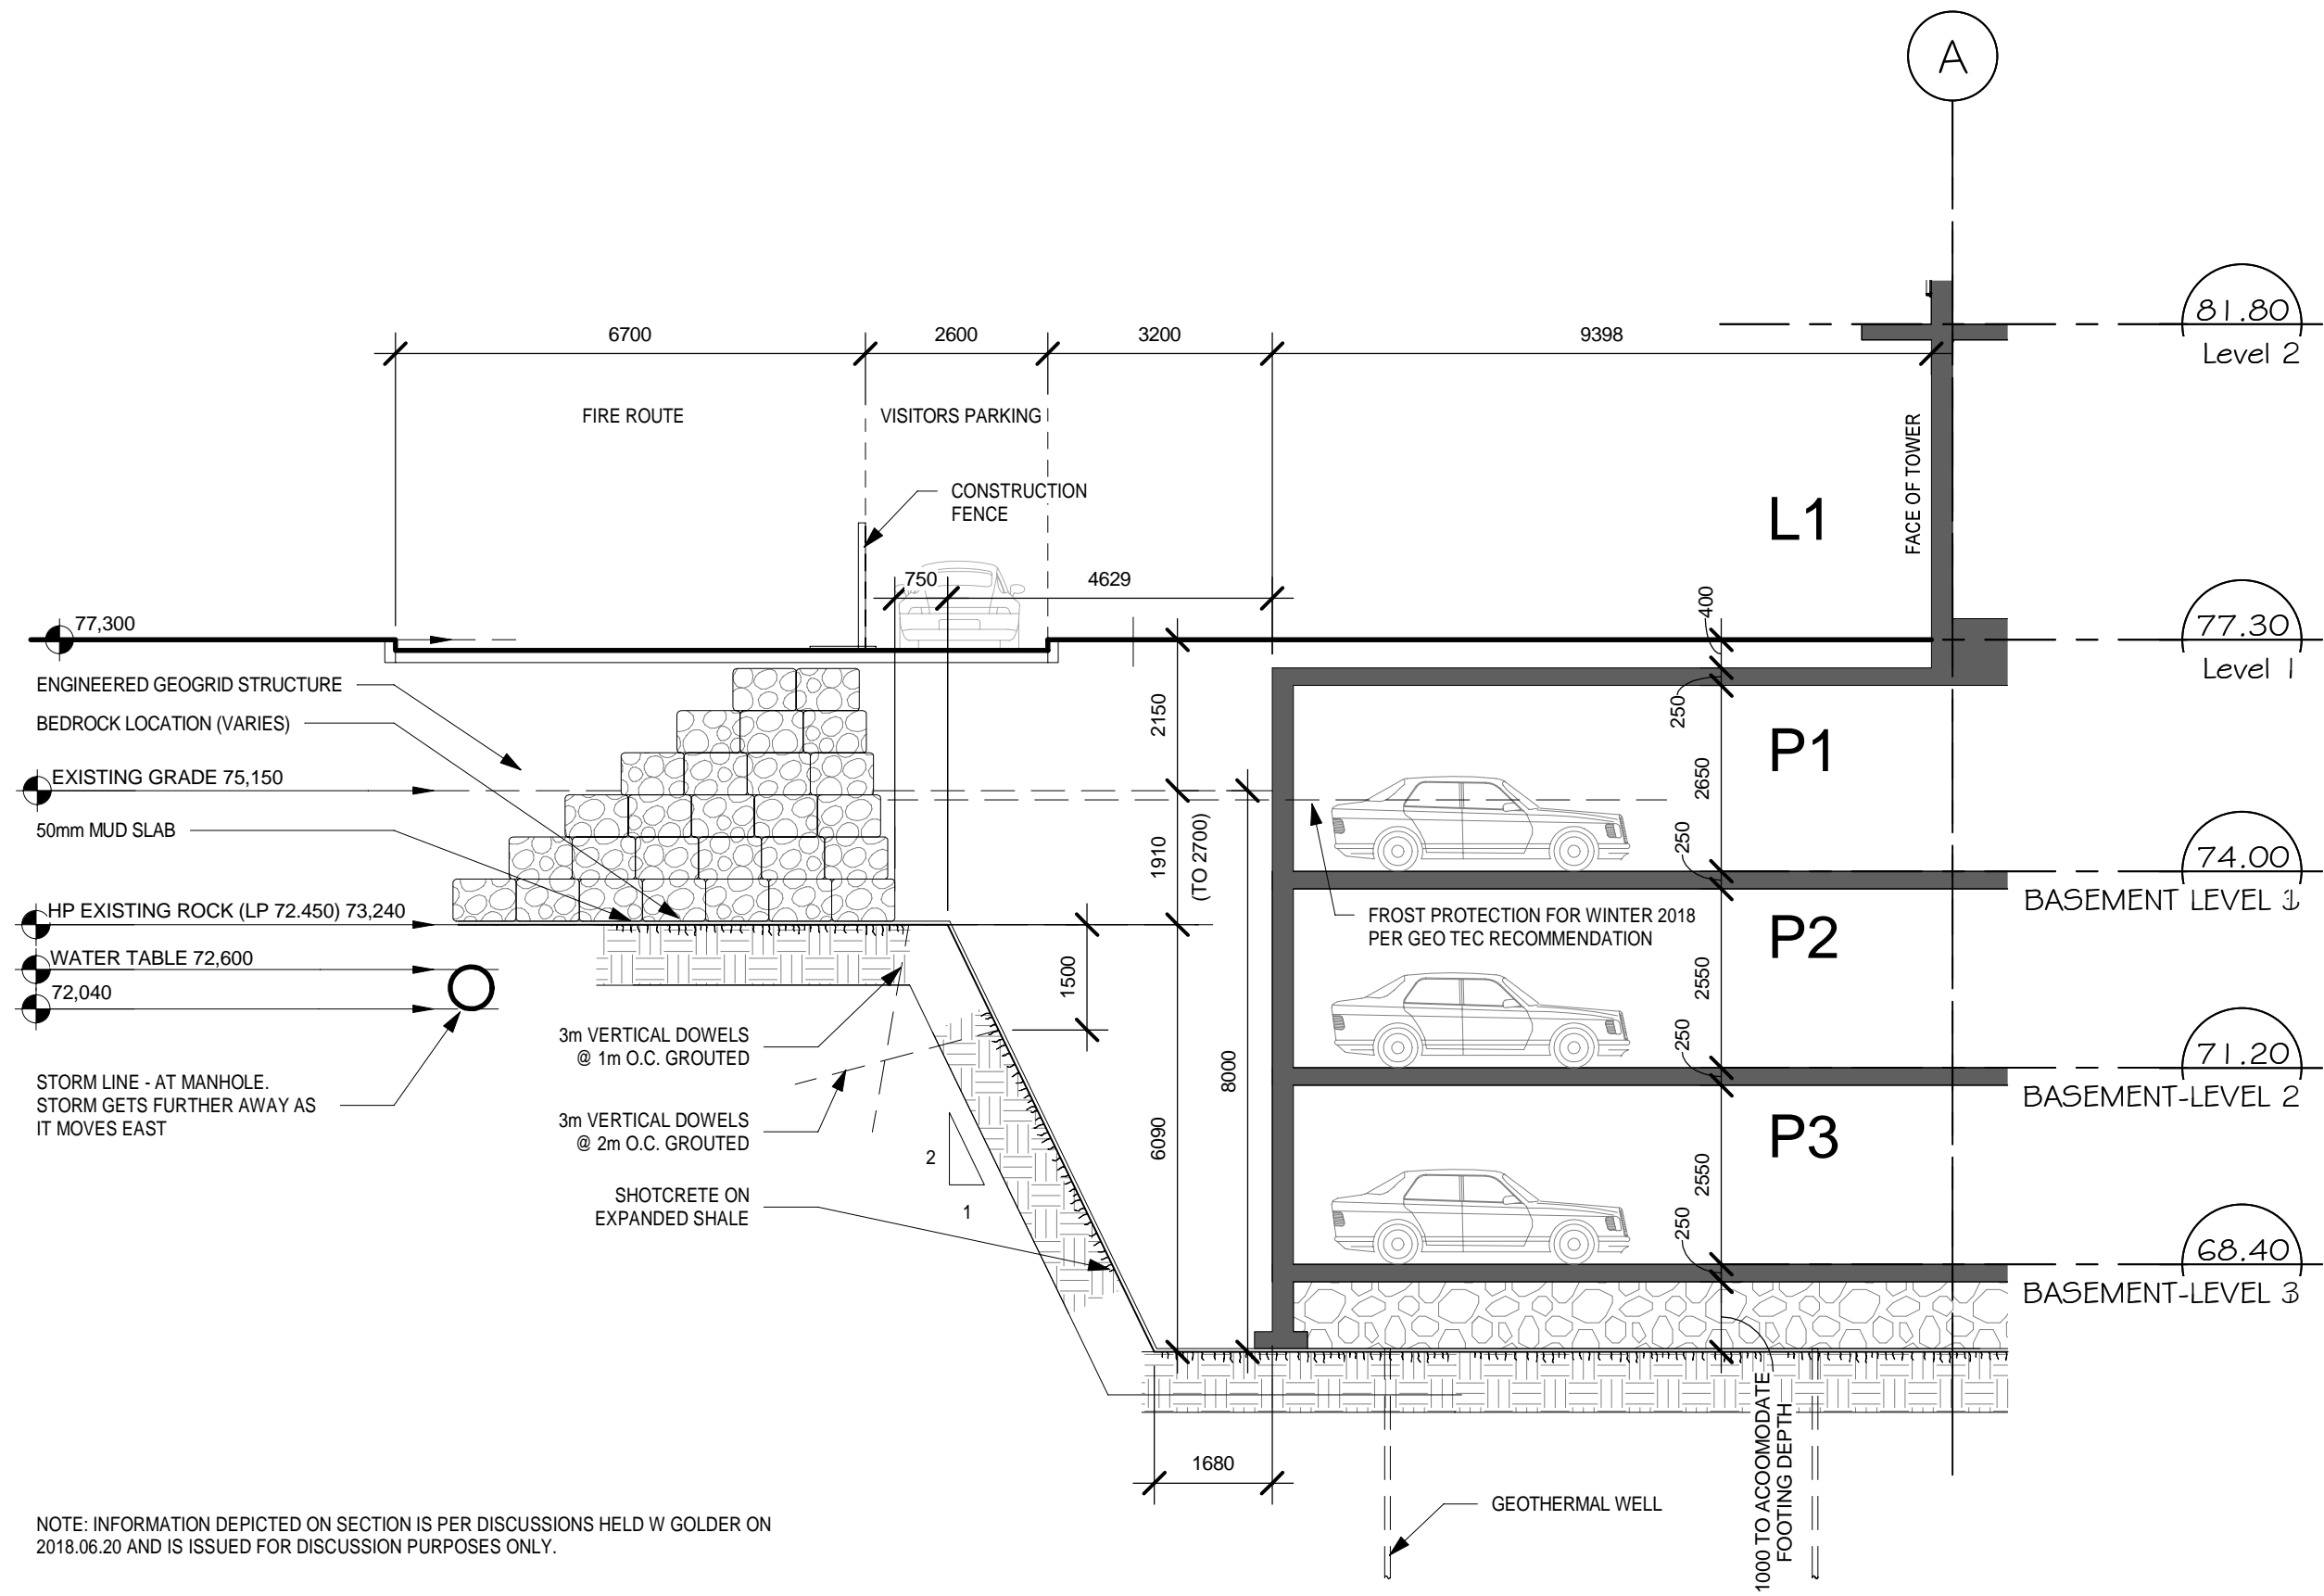 A
81.80
Level 2
6700
2600
3200
9398
FIRE ROUTE
VISITORS PARKING
FACE OF TOWER
CONSTRUCTION
FENCE
L1
750
4629
400
77,300
77.30
Level 1
ENGINEERED GEOGRID STRUCTURE
BEDROCK LOCATION (VARIES)
2150
250
P1
EXISTING GRADE 75,150
2650
50mm MUD SLAB
1910
(TO 2700)
250
74.00
BASEMENT LEVEL 1
HP EXISTING ROCK (LP 72.450) 73,240
FROST PROTECTION FOR WINTER 2018
PER GEO TEC RECOMMENDATION
P2
WATER TABLE 72,600
72,040
1500
2550
3m VERTICAL DOWELS
@ 1m O.C. GROUTED
250
71.20
BASEMENT-LEVEL 2
8000
STORM LINE - AT MANHOLE.
STORM GETS FURTHER AWAY AS
IT MOVES EAST
3m VERTICAL DOWELS
@ 2m O.C. GROUTED
6090
P3
2
1
2550
SHOTCRETE ON
EXPANDED SHALE
250
68.40
BASEMENT-LEVEL 3
1680
1000 TO ACOOMODATE
FOOTING DEPTH
GEOTHERMAL WELL
NOTE: INFORMATION DEPICTED ON SECTION IS PER DISCUSSIONS HELD W GOLDER ON
2018.06.20 AND IS ISSUED FOR DISCUSSION PURPOSES ONLY.